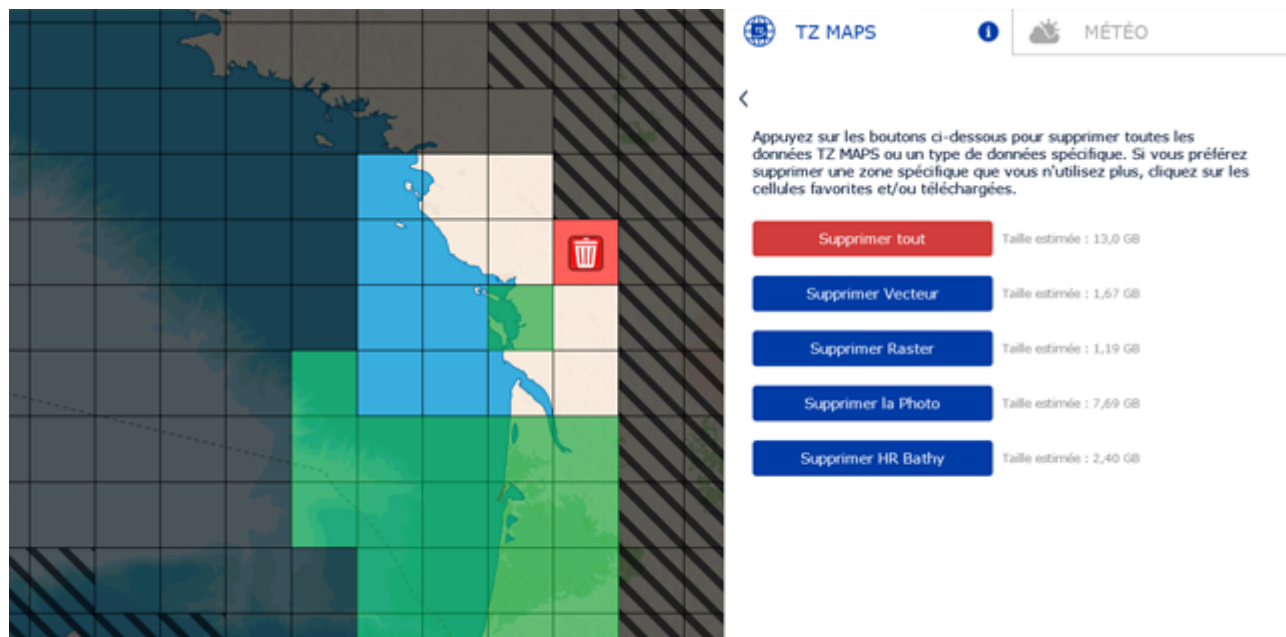 TZ MAPS
MÉTÉO
Appuyez sur les boutons ci-dessous pour supprimer toutes les
données TZ MAPS ou un type de données spécifique. Si vous préférez
supprimer une zone spécifique que vous n'utilisez plus, cliquez sur les
cellules favorites et/ou téléchargées.
Supprimer tout Taille estimée : 13,0 GB
Supprimer Vecteur Taille estimée : 1,67 GB
Supprimer Raster Taille estimée : 1,19 GB
Supprimer la Photo Taille estimée : 7,69 GB
Supprimer HR Bathy Taille estimée : 2,40 GB